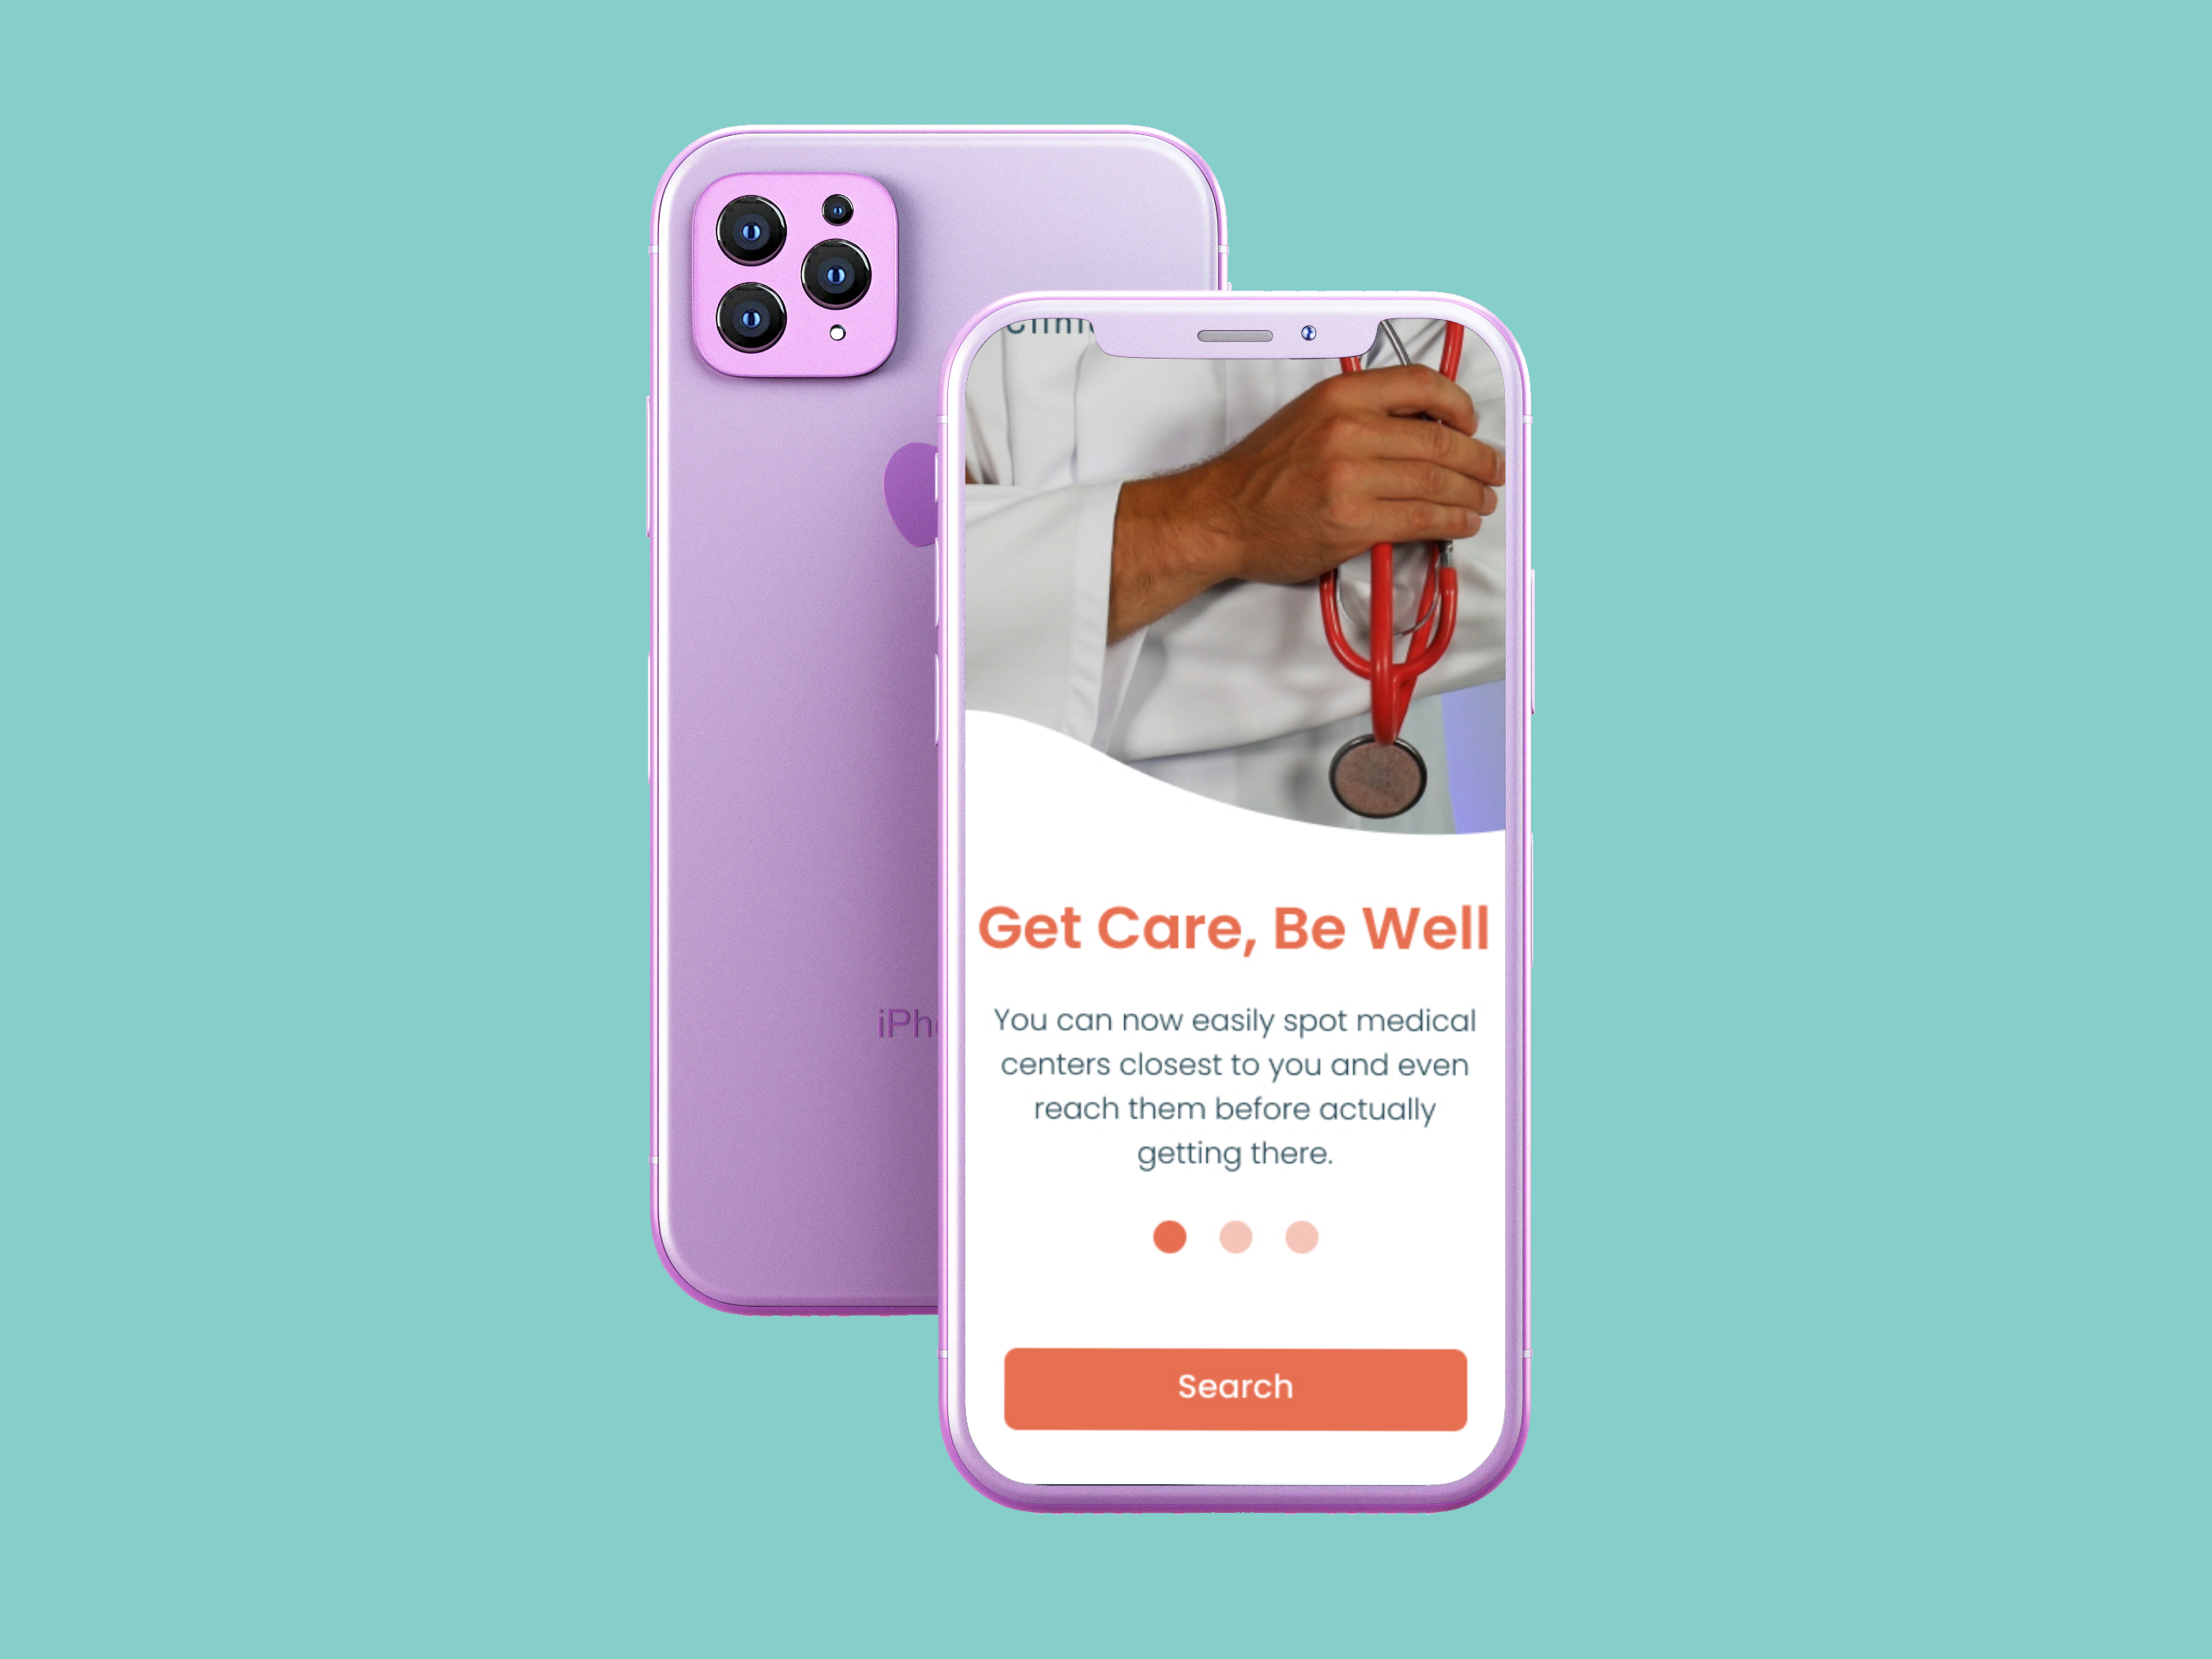 Get Care, Be Well
You can now easily spot medical
centers closest to you and even
reach them before actually
getting there.
Search